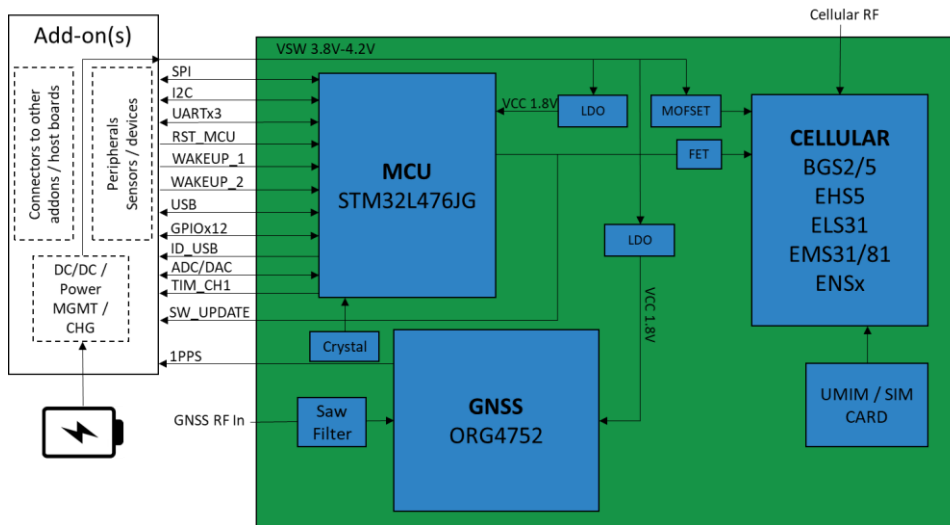 Cellular RF
Add-on(s)
VSW 3.8V-4.2V
Connectors to other
addons / host boards
Peripherals
Sensors / devices
SPI
I2C
UARTx3
RST_MCU
WAKEUP_1
WAKEUP_2
USB
GPIOx12
ID_USB
ADC/DAC
TIM_CH1
SW_UPDATE
1PPS
GNSS RF In
DC/DC /
Power
MGMT /
CHG
MCU
STM32L476JG
VCC 1.8V
LDO
MOFSET
FET
CELLULAR
BGS2/5
EHS5
ELS31
EMS31/81
ENSx
LDO
VCC 1.8V
Crystal
Saw
Filter
GNSS
ORG4752
UMIM / SIM
CARD